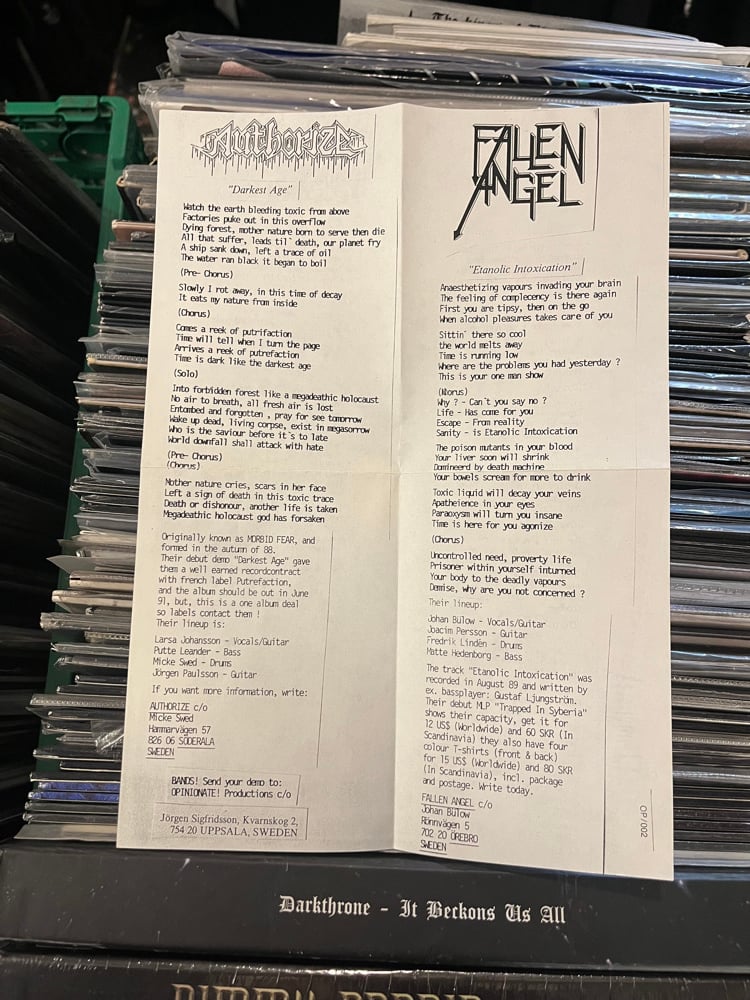 AuthorizE
"Darkest Age"
Watch the earth bleeding toxic from above
Factories puke out in this overflow
Dying forest, mother nature born to serve then die
All that suffer, leads til` death, our planet fry
A ship sank down, left a trace of oil
The water ran black it began to boil
(Pre- Chorus)
Slowly I rot away, in this time of decay
It eats my nature from inside
(Chorus)
Comes a reek of putrifaction
Time will tell when I turn the page
Arrives a reek of putrefaction
Time is dark like the darkest age
(Solo)
Into forbidden forest like a megadeathic holocaust
No air to breath, all fresh air is lost
Entombed and forgotten , pray for see tomorrow
Wake up dead, living corpse, exist in megasorrow
Who is the saviour before it`s to late
World downfall shall attack with hate
(Pre- Chorus)
(Chorus)
Mother nature cries, scars in her face
Left a sign of death in this toxic trace
Death or dishonour, another life is taken
Megadeathic holocaust god has forsaken
Originally known as MORBID FEAR, and
formed in the autumn of 88.
Their debut demo "Darkest Age" gave
them a well earned recordcontract
with french label Putrefaction,
and the album should be out in June
91, but, this is a one album deal
so labels contact them !
Their lineup is:
Larsa Johansson - Vocals/Guitar
Putte Leander - Bass
Micke Swed - Drums
Jörgen Paulsson - Guitar
If you want more information, write:
AUTHORIZE c/o
Micke Swed
Hammarvägen 57
826 06 SÖDERALA
SWEDEN
BANDS! Send your demo to:
OPINIONATE! Productions c/o
Jörgen Sigfridsson, Kvarnskog 2,
754 20 UPPSALA, SWEDEN
FALLEN ANGEL
"Etanolic Intoxication"
Anaesthetizing vapours invading your brain
The feeling of complecency is there again
First you are tipsy, then on the go
When alcohol pleasures takes care of you
Sittin` there so cool
the world melts away
Time is running low
Where are the problems you had yesterday ?
This is your one man show
Why ? - Can`t you say no ?
Life - Has come for you
Escape - From reality
Sanity - is Etanolic Intoxication
The poison mutants in your blood
Your liver soon will shrink
Domineerd by death machine
Your bowels scream for more to drink
Toxic liquid will decay your veins
Apatheience in your eyes
Paraoxysm will turn you insane
Time is here for you agonize
(Chorus)
Uncontrolled need, proverty life
Prisoner within yourself inturned
Your body to the deadly vapours
Demise, why are you not concerned ?
Their lineup:
Johan Bülow - Vocals/Guitar
Joacim Persson - Guitar
Fredrik Lindén - Drums
Matte Hedenborg - Bass
The track "Etanolic Intoxication" was
recorded in August 89 and written by
ex. bassplayer: Gustaf Ljungström.
Their debut MLP "Trapped In Syberia"
shows their capacity, get it for
12 US$ (Worldwide) and 60 SKR (In
Scandinavia) they also have four
colour T-shirts (front & back)
for 15 US$ (Worldwide) and 80 SKR
(In Scandinavia), incl. package
and postage. Write today.
FALLEN ANGEL c/o
Johan Bülow
Rönnvägen 5
702 20 ÖREBRO
SWEDEN
OP/002
Darkthrone - It Beckons Us All